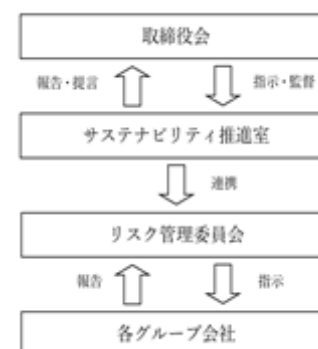 取締役会
報告・提言
指示・監督
サステナビリティ推進室
連携
リスク管理委員会
報告
指示
各グループ会社